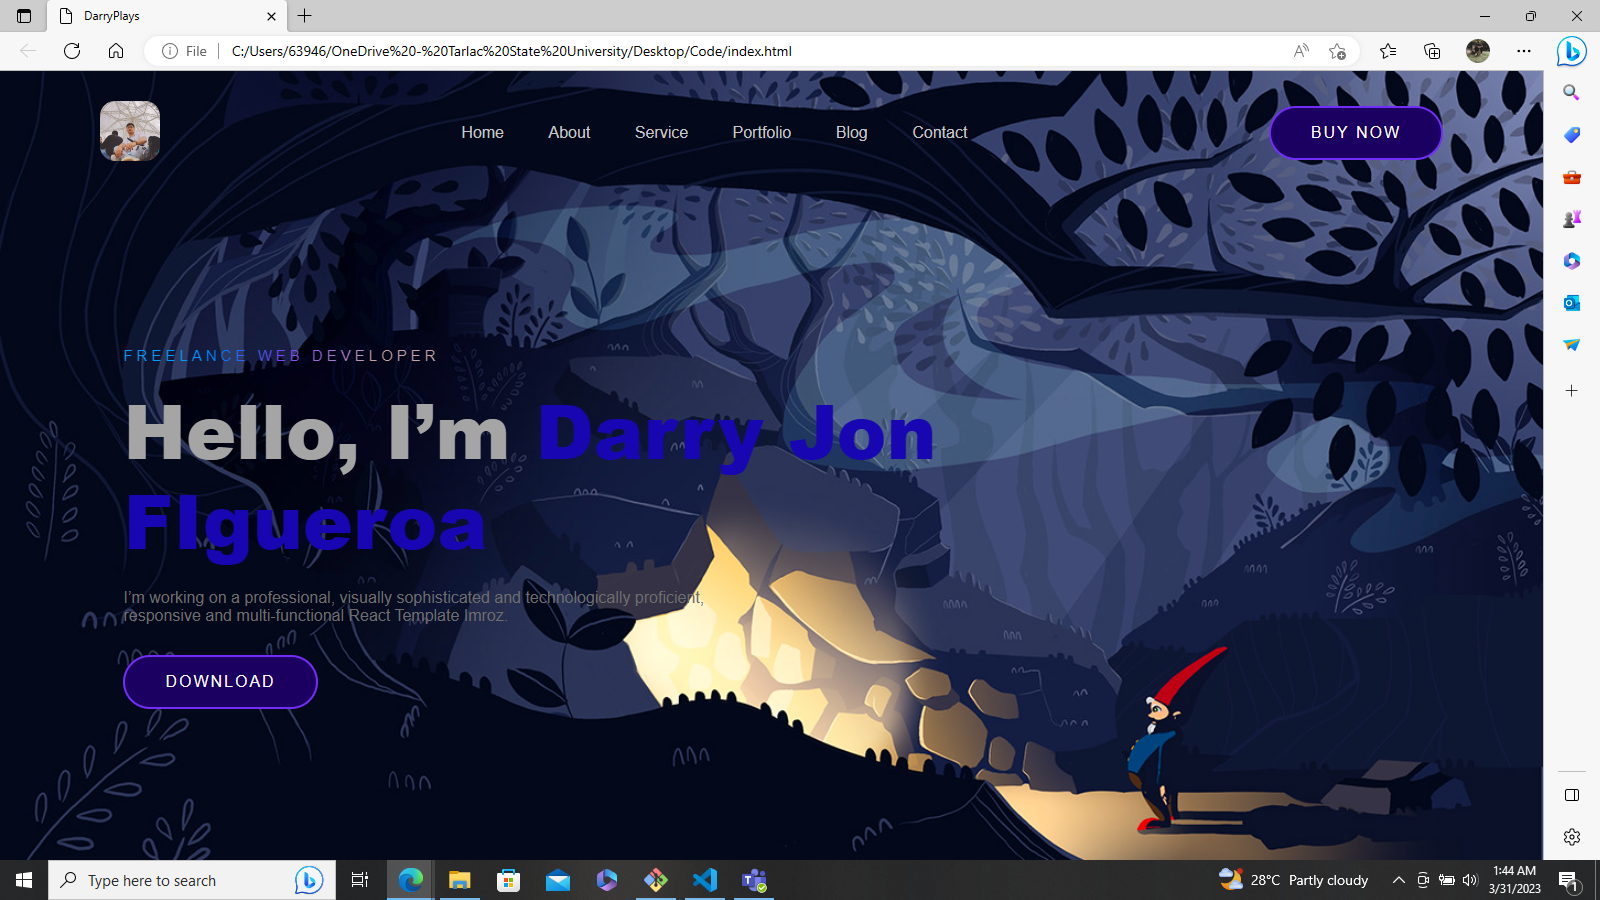 DarryPlays
File
C:/Users/63946/OneDrive%20-%20Tarlac%20State%20University/Desktop/Code/index.html
Home About Service Portfolio Blog Contact
BUY NOW
FREELANCE WEB DEVELOPER
Hello, I’m Darry Jon
FIgueroa
I’m working on a professional, visually sophisticated and technologically proficient,
responsive and multi-functional React Template Imroz.
DOWNLOAD
Type here to search
28°C Partly cloudy
1:44 AM
3/31/2023
1